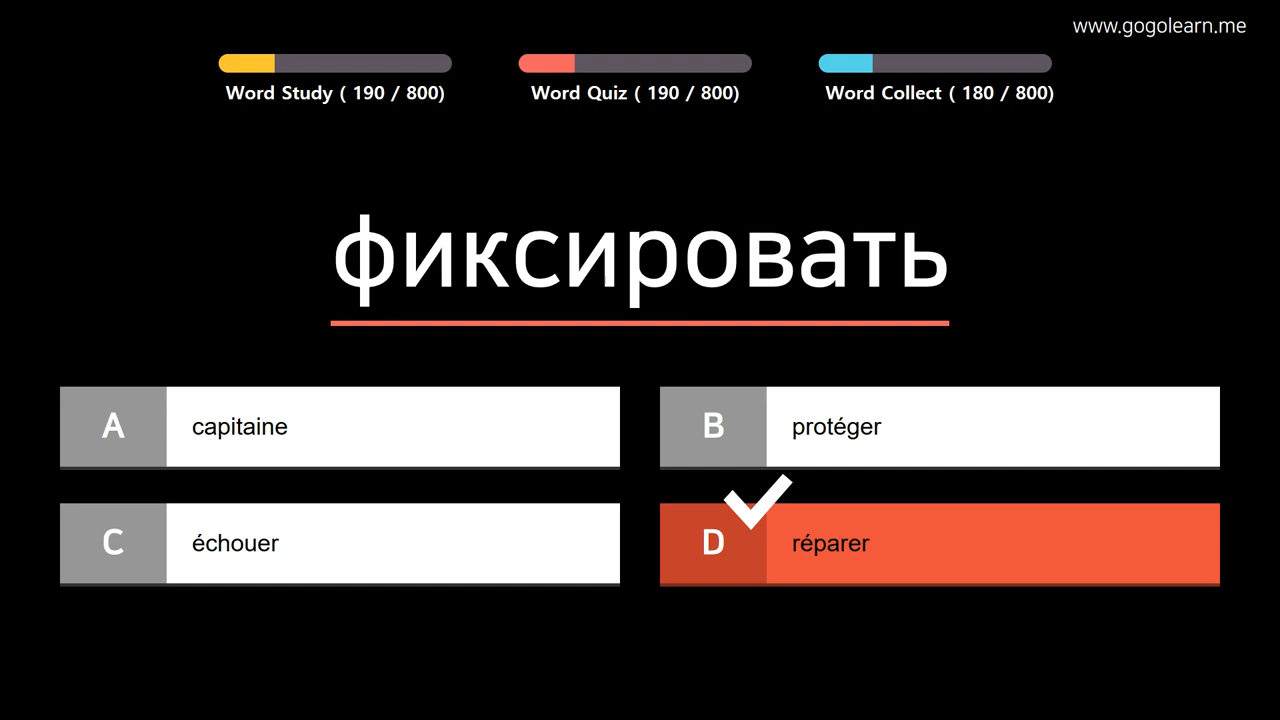 www.gogolearn.me
Word Study ( 190 / 800)
Word Quiz ( 190 / 800)
Word Collect ( 180 / 800)
фиксировать
A
capitaine
B
protéger
C
échouer
D
réparer